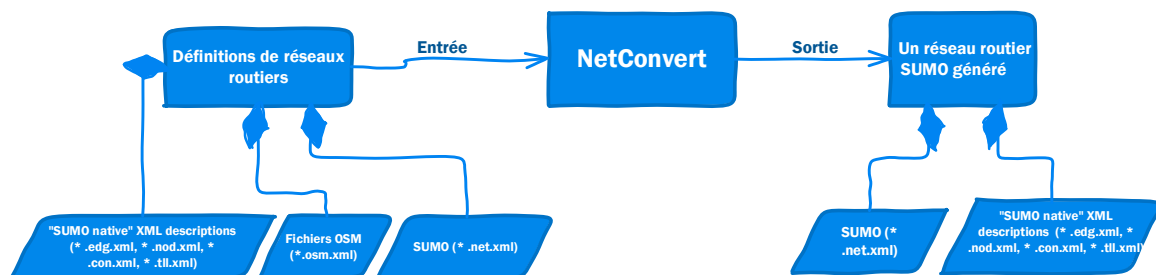 Définitions de réseaux
routiers
Entrée
NetConvert
Sortie
Un réseau routier
SUMO généré
"SUMO native" XML descriptions
(* .edg.xml, * .nod.xml, *
.con.xml, * .tll.xml)
Fichiers OSM
(*.osm.xml)
SUMO (* .net.xml)
SUMO (*
.net.xml)
"SUMO native" XML
descriptions (* .edg.xml, *
.nod.xml, * .con.xml, * .tll.xml)